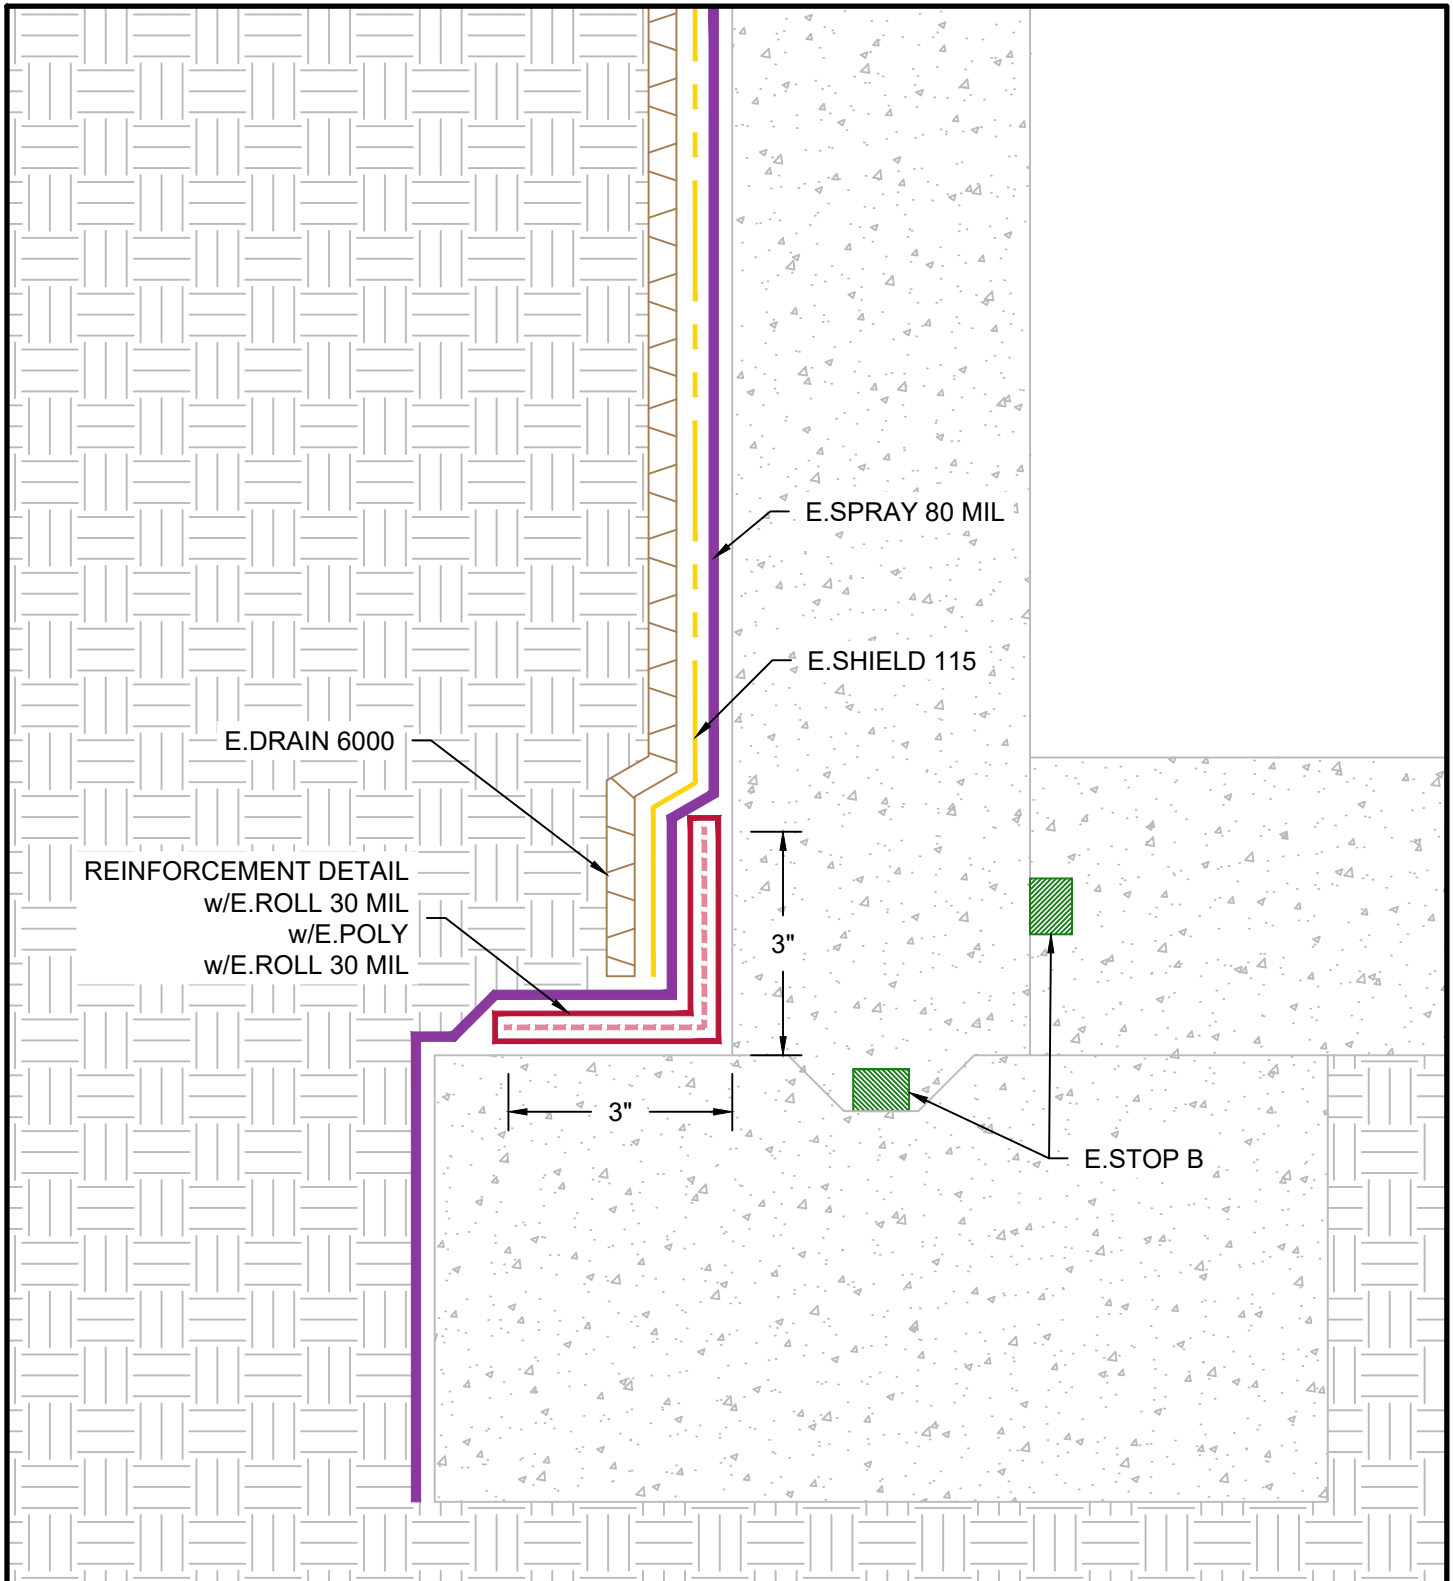 E.SPRAY 80 MIL
E.SHIELD 115
E.DRAIN 6000
REINFORCEMENT DETAIL
w/E.ROLL 30 MIL
w/E.POLY
w/E.ROLL 30 MIL
3"
3"
E.STOP B